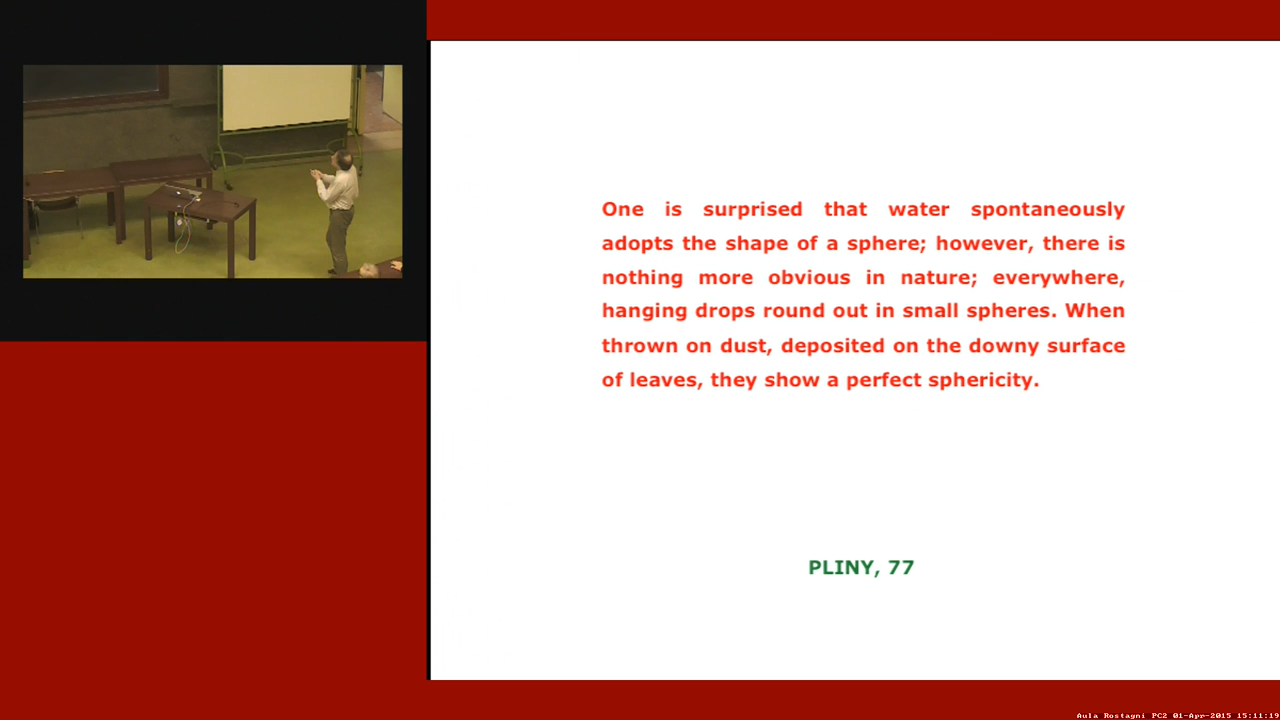 One is surprised that water spontaneously
adopts the shape of a sphere; however, there is
nothing more obvious in nature; everywhere,
hanging drops round out in small spheres. When
thrown on dust, deposited on the downy surface
of leaves, they show a perfect sphericity.
PLINY, 77
Aula Rostagni PC2 01-Apr-2015 15:11:19